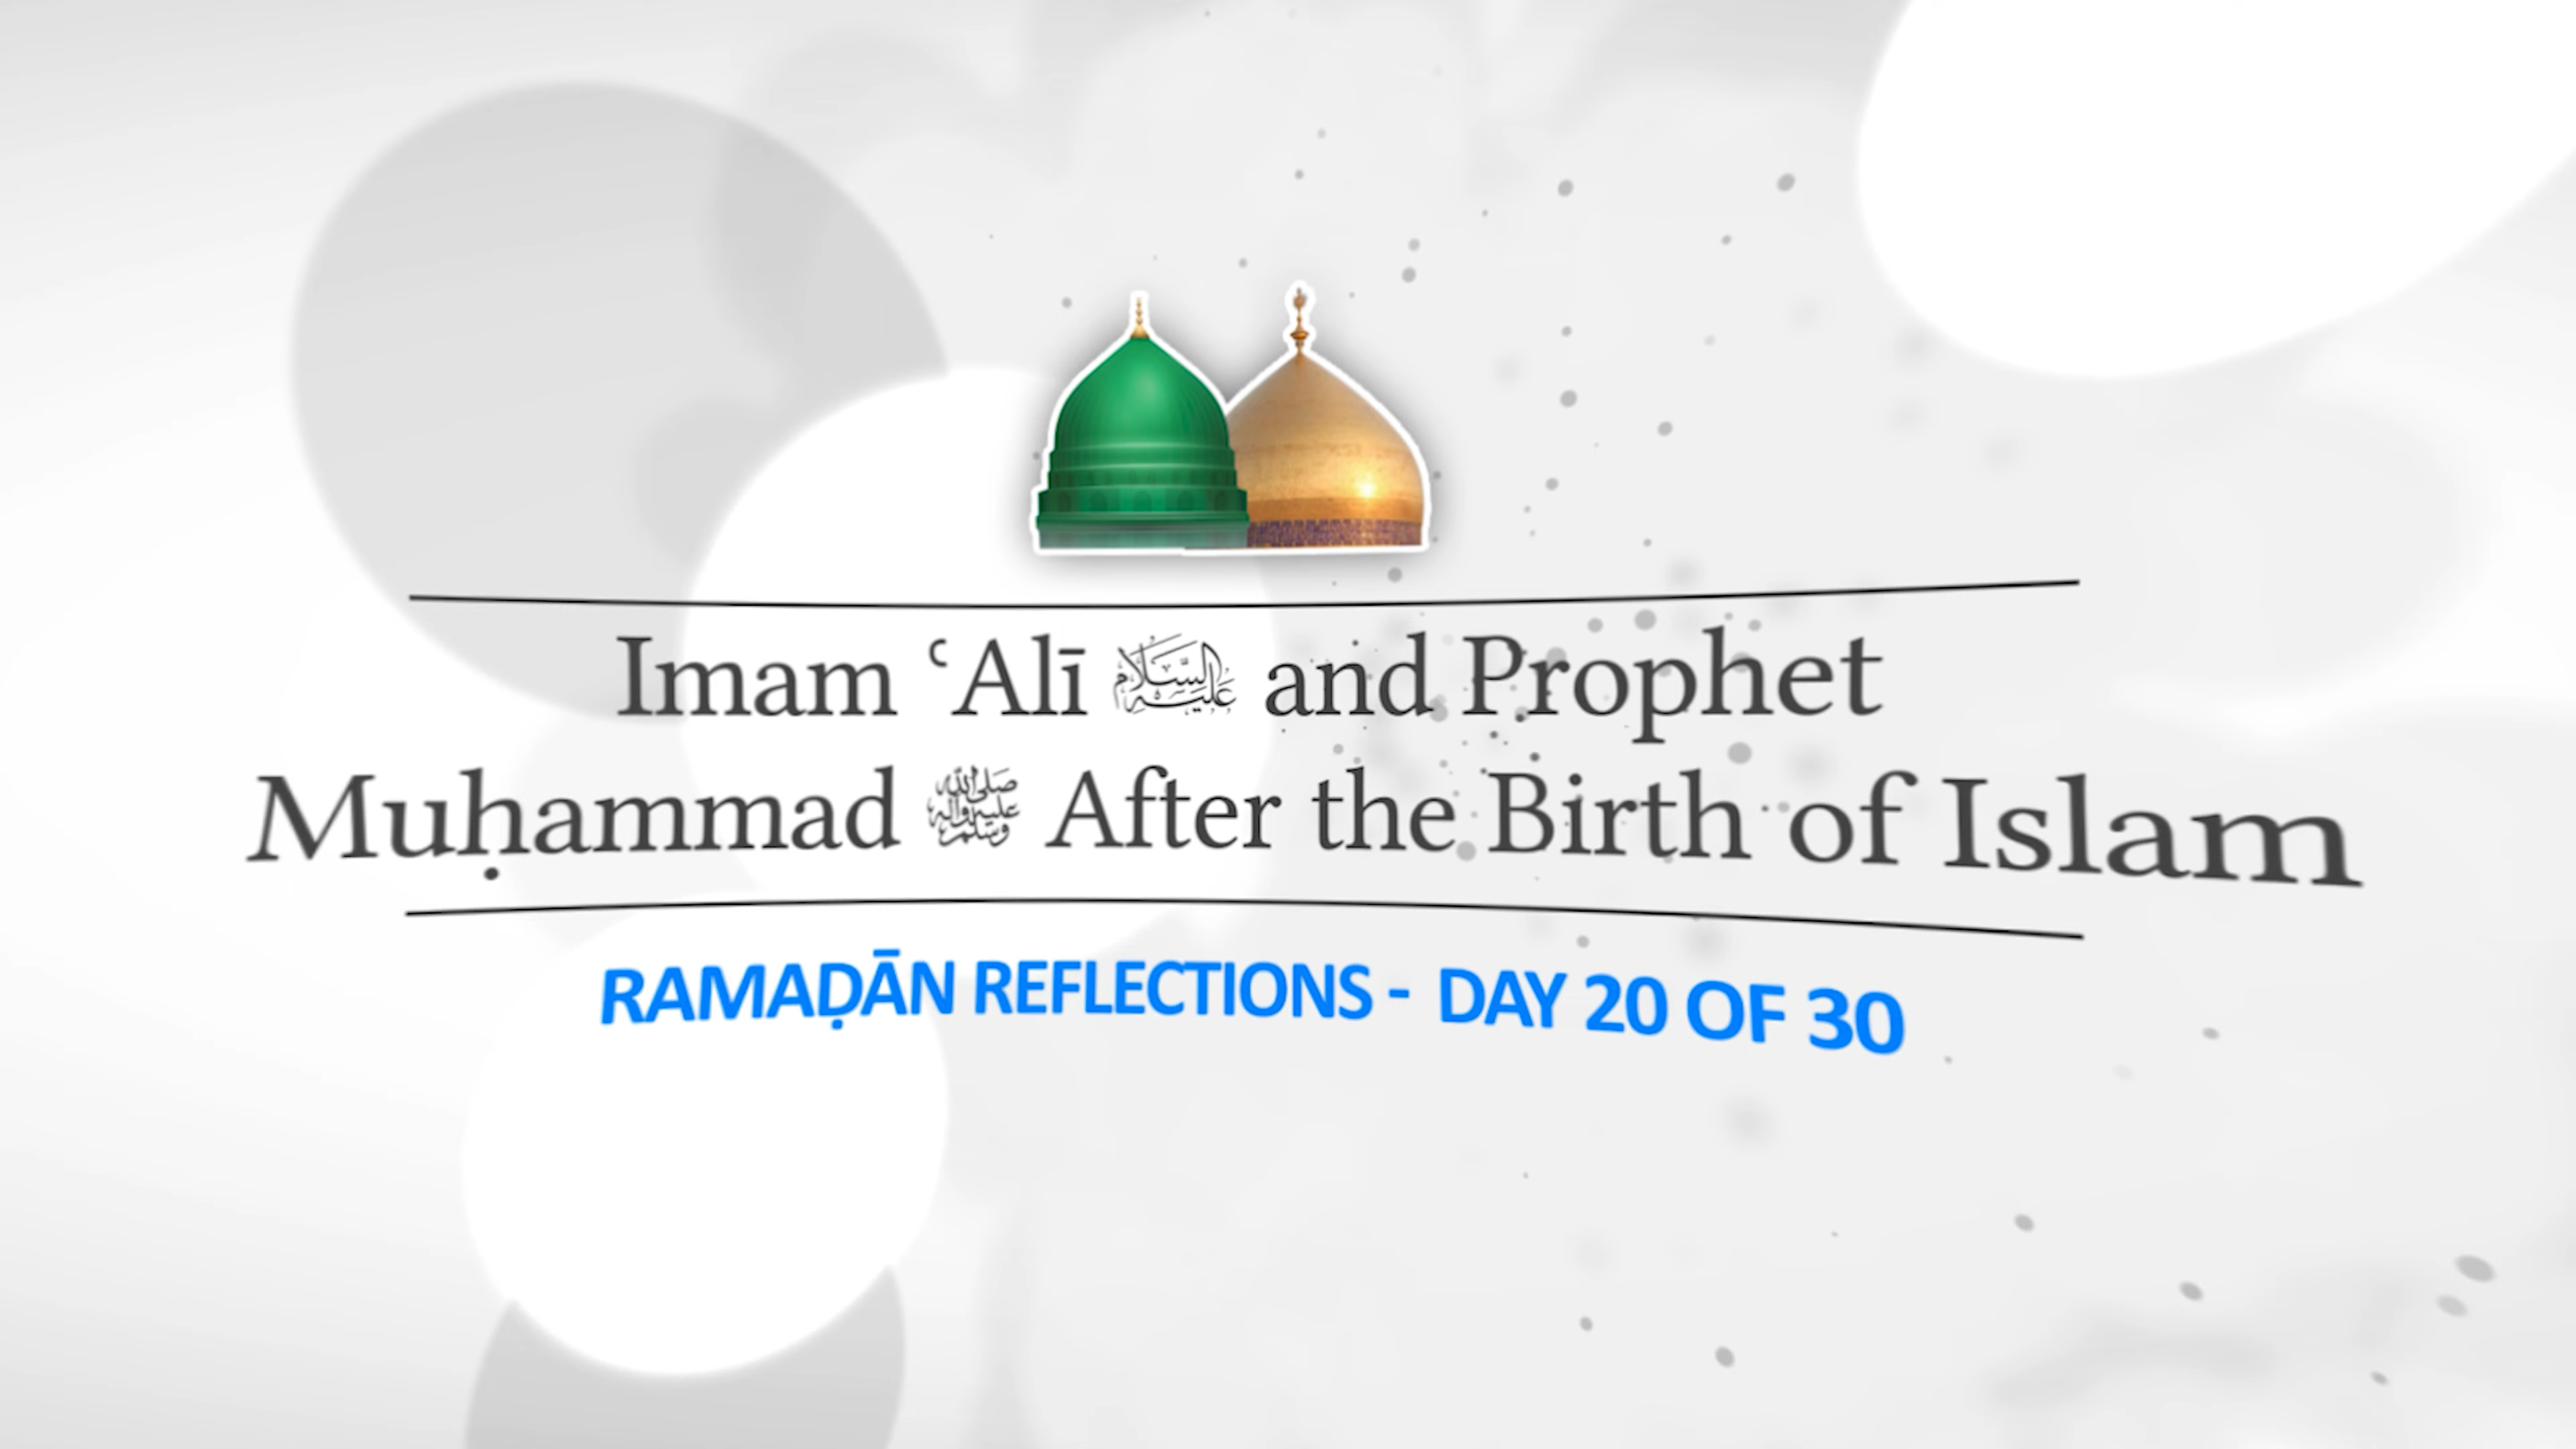 Imam ʿAlī عليه السلام and Prophet
Muḥammad صلى الله عليه وآله وسلم After the Birth of Islam
RAMAḌĀN REFLECTIONS - DAY 20 OF 30